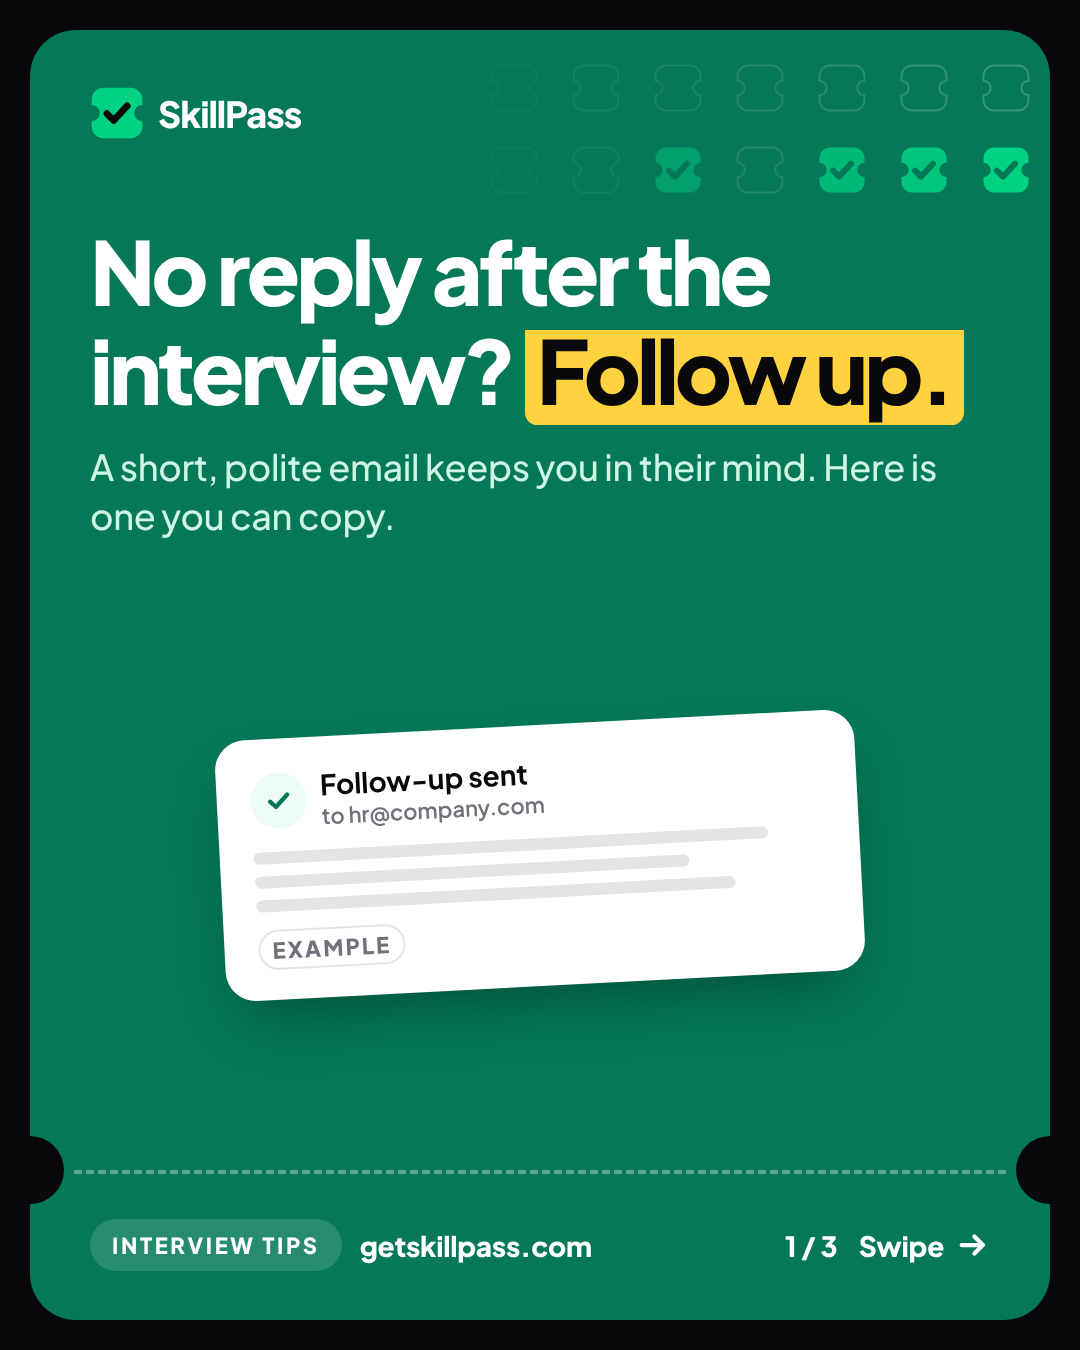 SkillPass
No reply after the
interview? Follow up.
A short, polite email keeps you in their mind. Here is
one you can copy.
Follow-up sent
to hr@company.com
EXAMPLE
INTERVIEW TIPS getskillpass.com 1 / 3 Swipe →